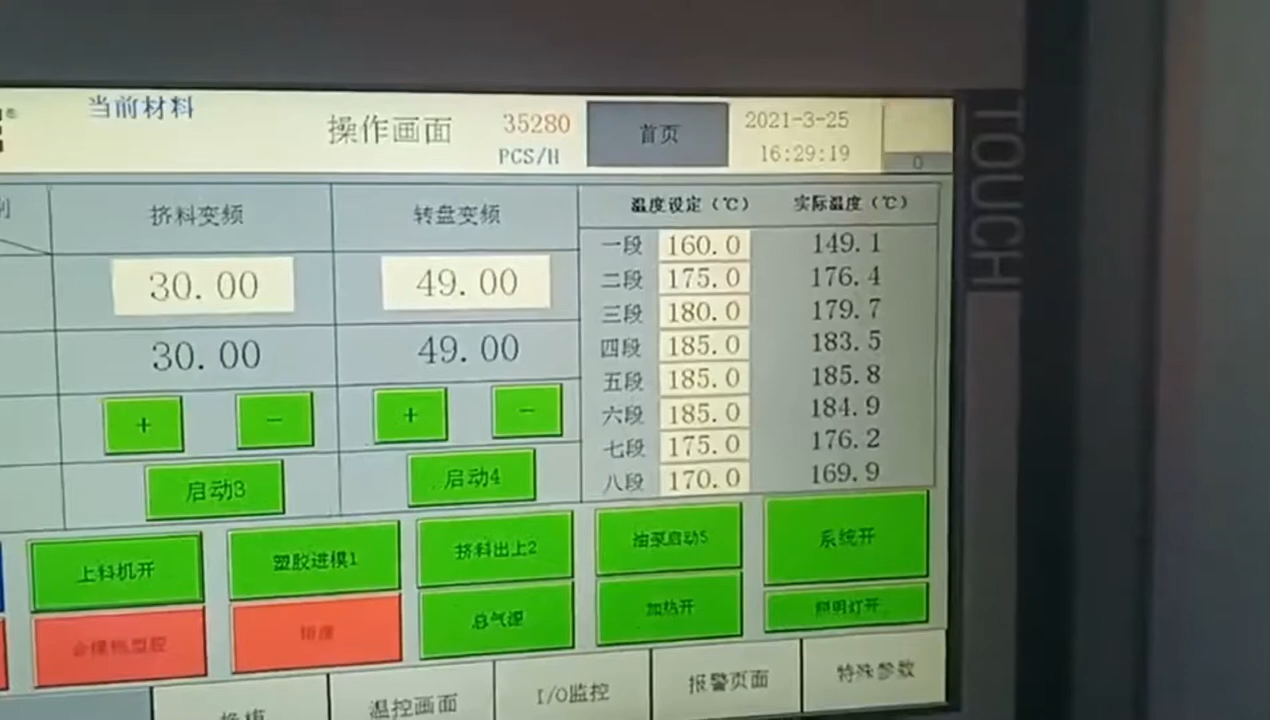 当前材料
操作画面
35280
PCS/H
首页
2021-3-25
16:29:19
0
TOUCH
挤料变频
转盘变频
温度设定（℃）
实际温度（℃）
30.00
49.00
30.00
49.00
+
-
+
-
启动3
启动4
一段 160.0 149.1
二段 175.0 176.4
三段 180.0 179.7
四段 185.0 183.5
五段 185.0 185.8
六段 185.0 184.9
七段 175.0 176.2
八段 170.0 169.9
上料机开
塑胶进模1
挤料出上2
油泵启动5
系统开
总气源
加热开
照明灯开
温控画面
I/O监控
报警页面
特殊参数